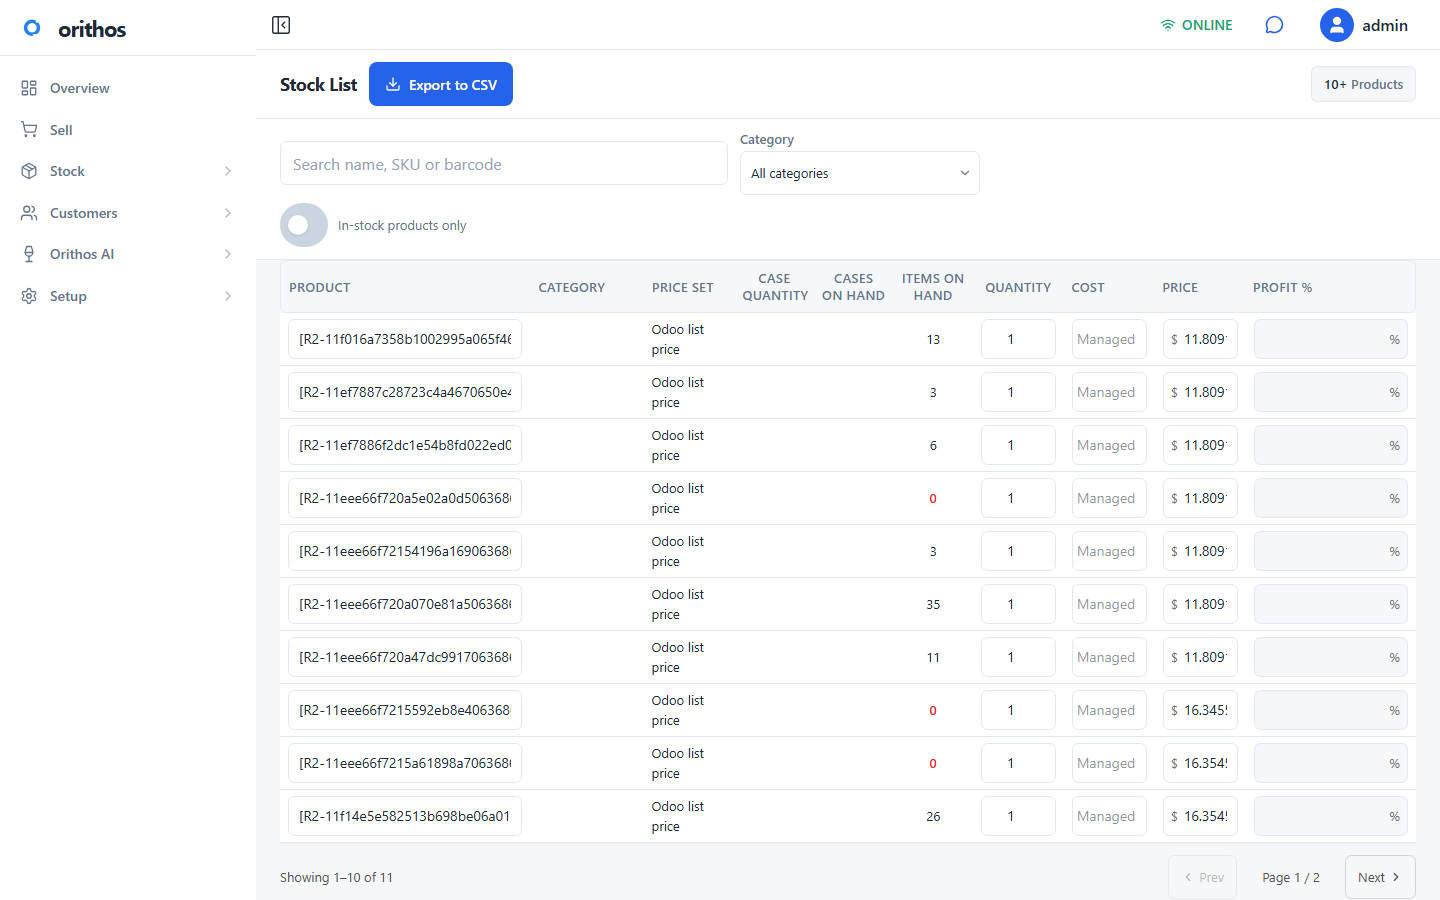 orithos
ONLINE
admin
Overview
Sell
Stock
Customers
Orithos AI
Setup
Stock List
Export to CSV
10+ Products
Search name, SKU or barcode
Category
All categories
In-stock products only
PRODUCT CATEGORY PRICE SET CASE QUANTITY CASES ON HAND ITEMS ON HAND QUANTITY COST PRICE PROFIT %
[R2-11f016a7358b1002995a065f46 Odoo list price 13 1 Managed $ 11.809 %
[R2-11ef7887c28723c4a4670650e4 Odoo list price 3 1 Managed $ 11.809 %
[R2-11ef7886f2dc1e54b8fd022ed0 Odoo list price 6 1 Managed $ 11.809 %
[R2-11eee66f720a5e02a0d506368 Odoo list price 0 1 Managed $ 11.809 %
[R2-11eee66f72154196a16906368 Odoo list price 3 1 Managed $ 11.809 %
[R2-11eee66f720a070e81a506368 Odoo list price 35 1 Managed $ 11.809 %
[R2-11eee66f720a47dc991706368 Odoo list price 11 1 Managed $ 11.809 %
[R2-11eee66f7215592eb8e406368 Odoo list price 0 1 Managed $ 16.345 %
[R2-11eee66f7215a61898a706368 Odoo list price 0 1 Managed $ 16.354 %
[R2-11f14e5e582513b698be06a01 Odoo list price 26 1 Managed $ 16.354 %
Showing 1–10 of 11
Prev
Page 1 / 2
Next